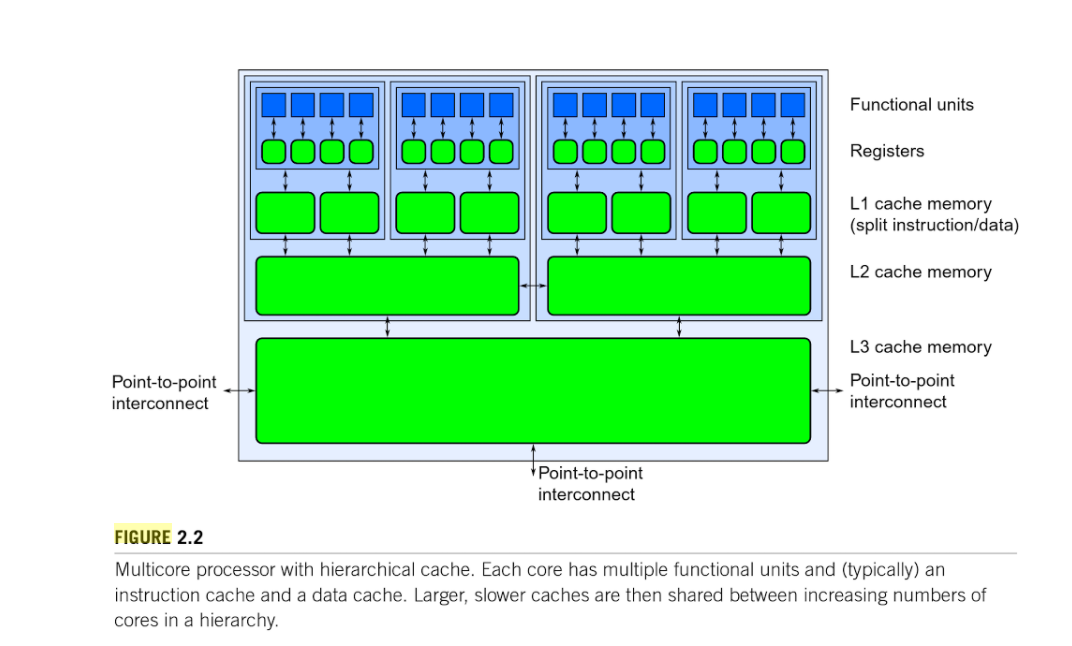 Functional units
Registers
L1 cache memory
(split instruction/data)
L2 cache memory
L3 cache memory
Point-to-point
interconnect
Point-to-point
interconnect
Point-to-point
interconnect
FIGURE 2.2
Multicore processor with hierarchical cache. Each core has multiple functional units and (typically) an
instruction cache and a data cache. Larger, slower caches are then shared between increasing numbers of
cores in a hierarchy.